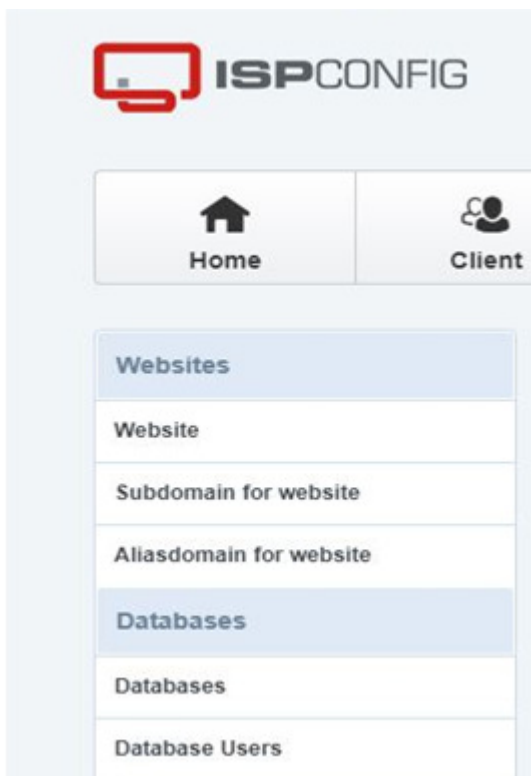 ISPCONFIG
Home
Client
Websites
Website
Subdomain for website
Aliasdomain for website
Databases
Databases
Database Users